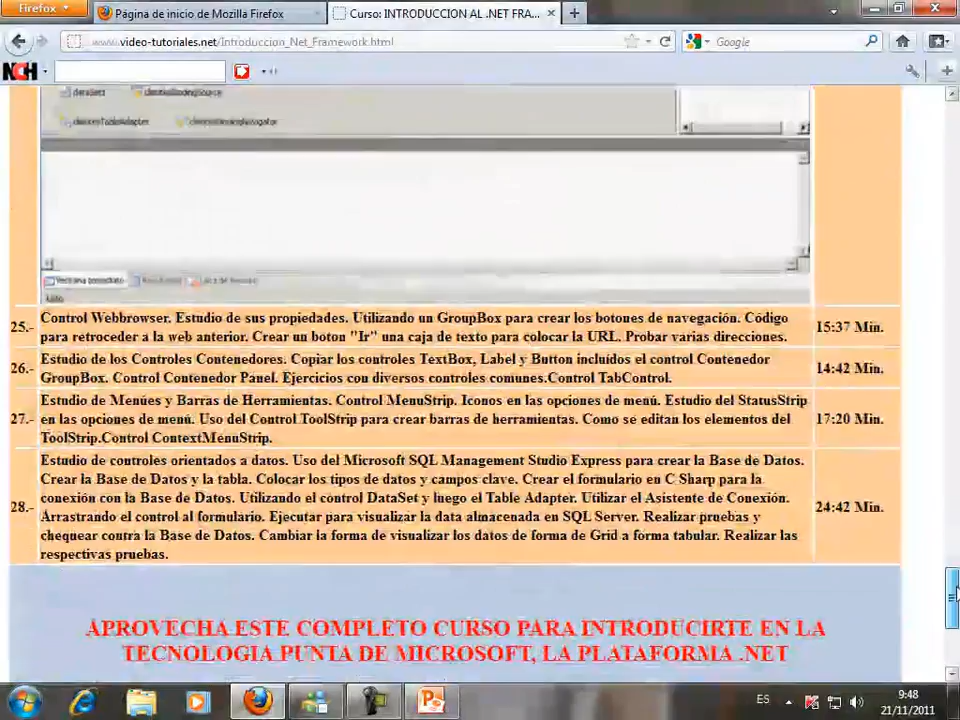 Firefox
Página de inicio de Mozilla Firefox
Curso: INTRODUCCION AL .NET FRA...
www.video-tutoriales.net/Introduccion_Net_Framework.html
Google
NCH
25.- Control Webbrowser. Estudio de sus propiedades. Utilizando un GroupBox para crear los botones de navegación. Código
para retroceder a la web anterior. Crear un boton "Ir" una caja de texto para colocar la URL. Probar varias direcciones.
15:37 Min.
26.- Estudio de los Controles Contenedores. Copiar los controles TextBox, Label y Button incluídos el control Contenedor
GroupBox. Control Contenedor Panel. Ejercicios con diversos controles comunes.Control TabControl.
14:42 Min.
27.- Estudio de Menúes y Barras de Herramientas. Control MenuStrip. Iconos en las opciones de menú. Estudio del StatusStrip
en las opciones de menú. Uso del Control ToolStrip para crear barras de herramientas. Como se editan los elementos del
ToolStrip.Control ContextMenuStrip.
17:20 Min.
28.- Estudio de controles orientados a datos. Uso del Microsoft SQL Management Studio Express para crear la Base de Datos.
Crear la Base de Datos y la tabla. Colocar los tipos de datos y campos clave. Crear el formulario en C Sharp para la
conexión con la Base de Datos. Utilizando el control DataSet y luego el Table Adapter. Utilizar el Asistente de Conexión.
Arrastrando el control al formulario. Ejecutar para visualizar la data almacenada en SQL Server. Realizar pruebas y
chequear contra la Base de Datos. Cambiar la forma de visualizar los datos de forma de Grid a forma tabular. Realizar las
respectivas pruebas.
24:42 Min.
APROVECHA ESTE COMPLETO CURSO PARA INTRODUCIRTE EN LA
TECNOLOGIA PUNTA DE MICROSOFT, LA PLATAFORMA .NET
ES
9:48
21/11/2011